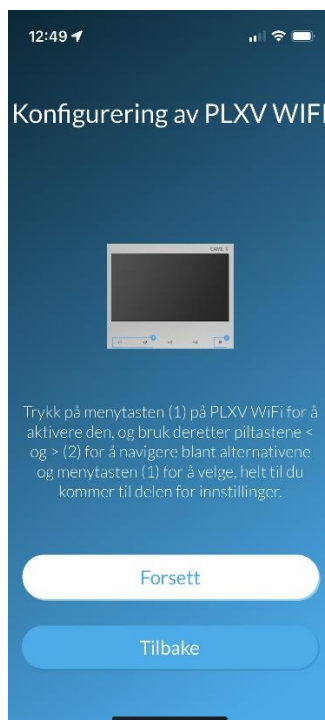 12:49
Konfigurering av PLXV WIFI
CAME
Trykk på menytasten (1) på PLXV WiFi for å
aktivere den, og bruk deretter piltastene <
og > (2) for å navigere blant alternativene
og menytasten (1) for å velge, helt til du
kommer til delen for innstillinger.
Forsett
Tilbake